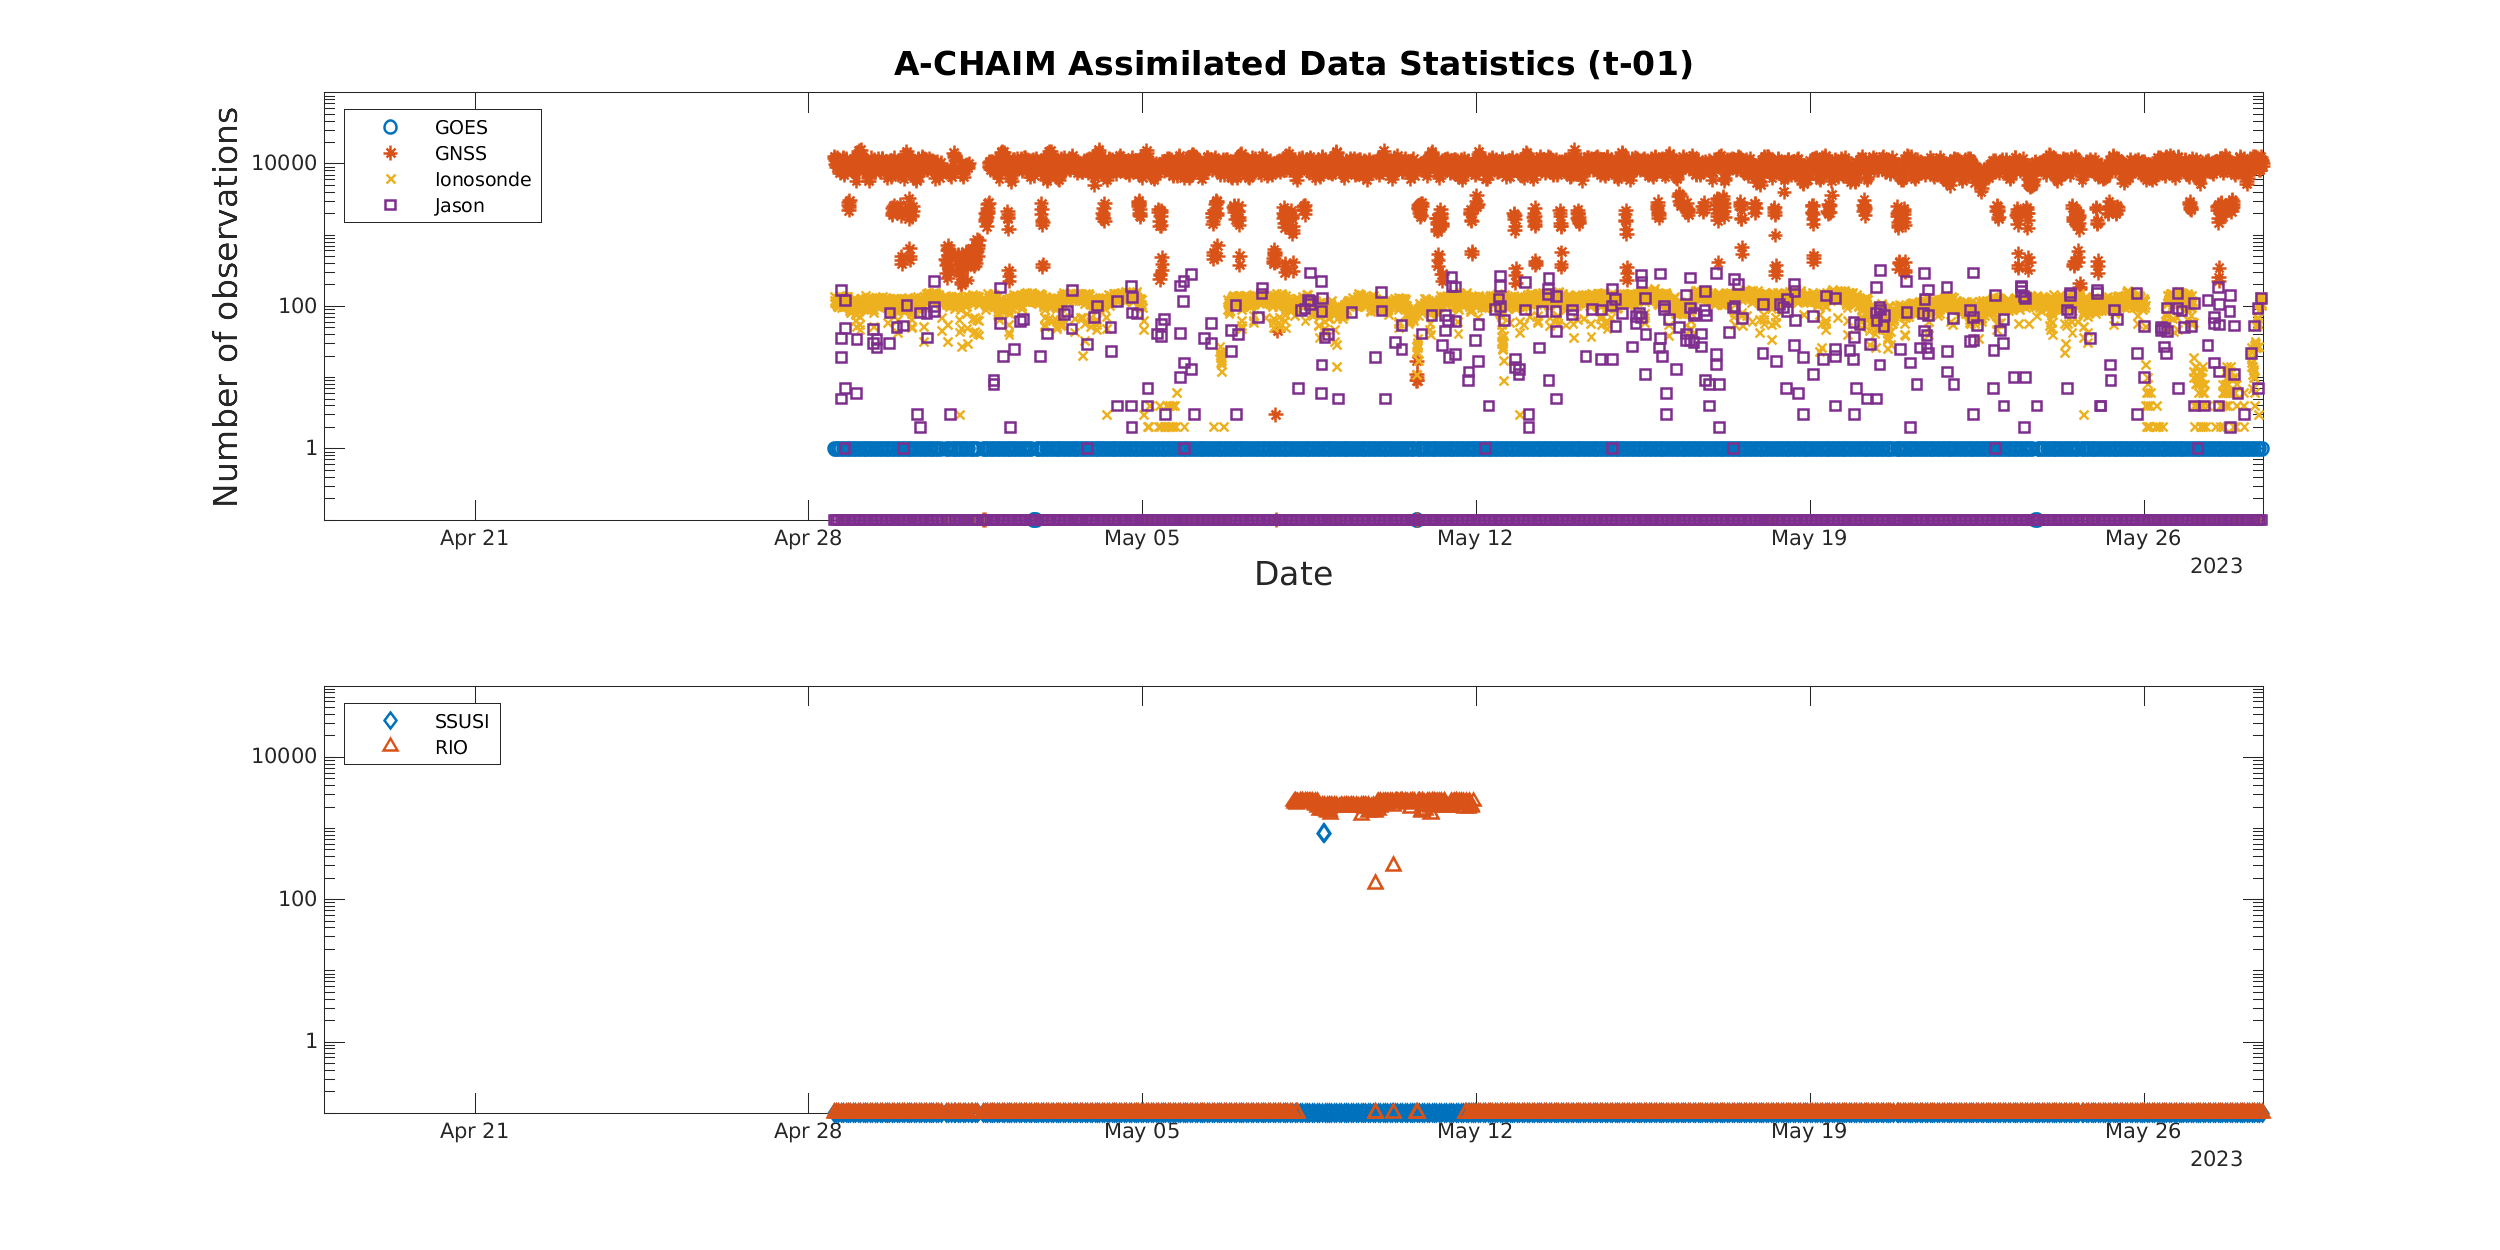 A-CHAIM Assimilated Data Statistics (t-01)
Number of observations
10000
100
1
GOES
GNSS
Ionosonde
Jason
Apr 21
Apr 28
May 05
May 12
May 19
May 26
2023
Date
10000
100
1
SSUSI
RIO
Apr 21
Apr 28
May 05
May 12
May 19
May 26
2023